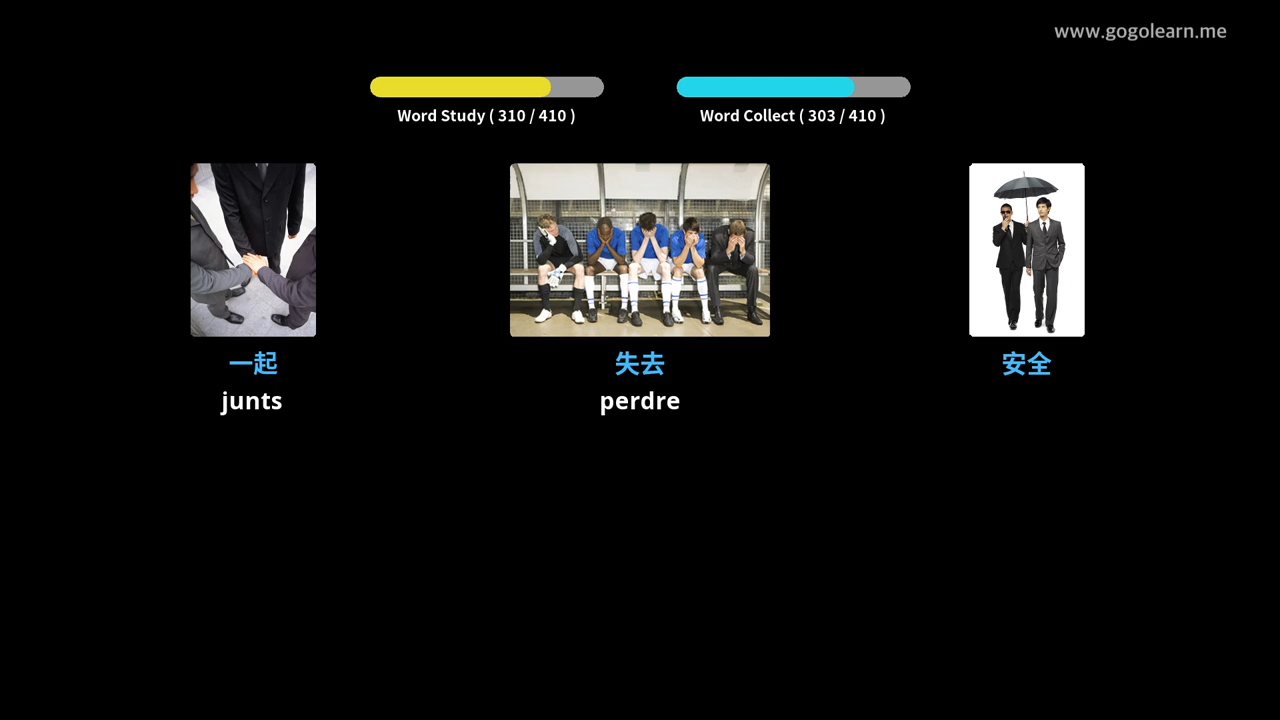 www.gogolearn.me
Word Study ( 310 / 410 )
Word Collect ( 303 / 410 )
一起
失去
安全
junts
perdre